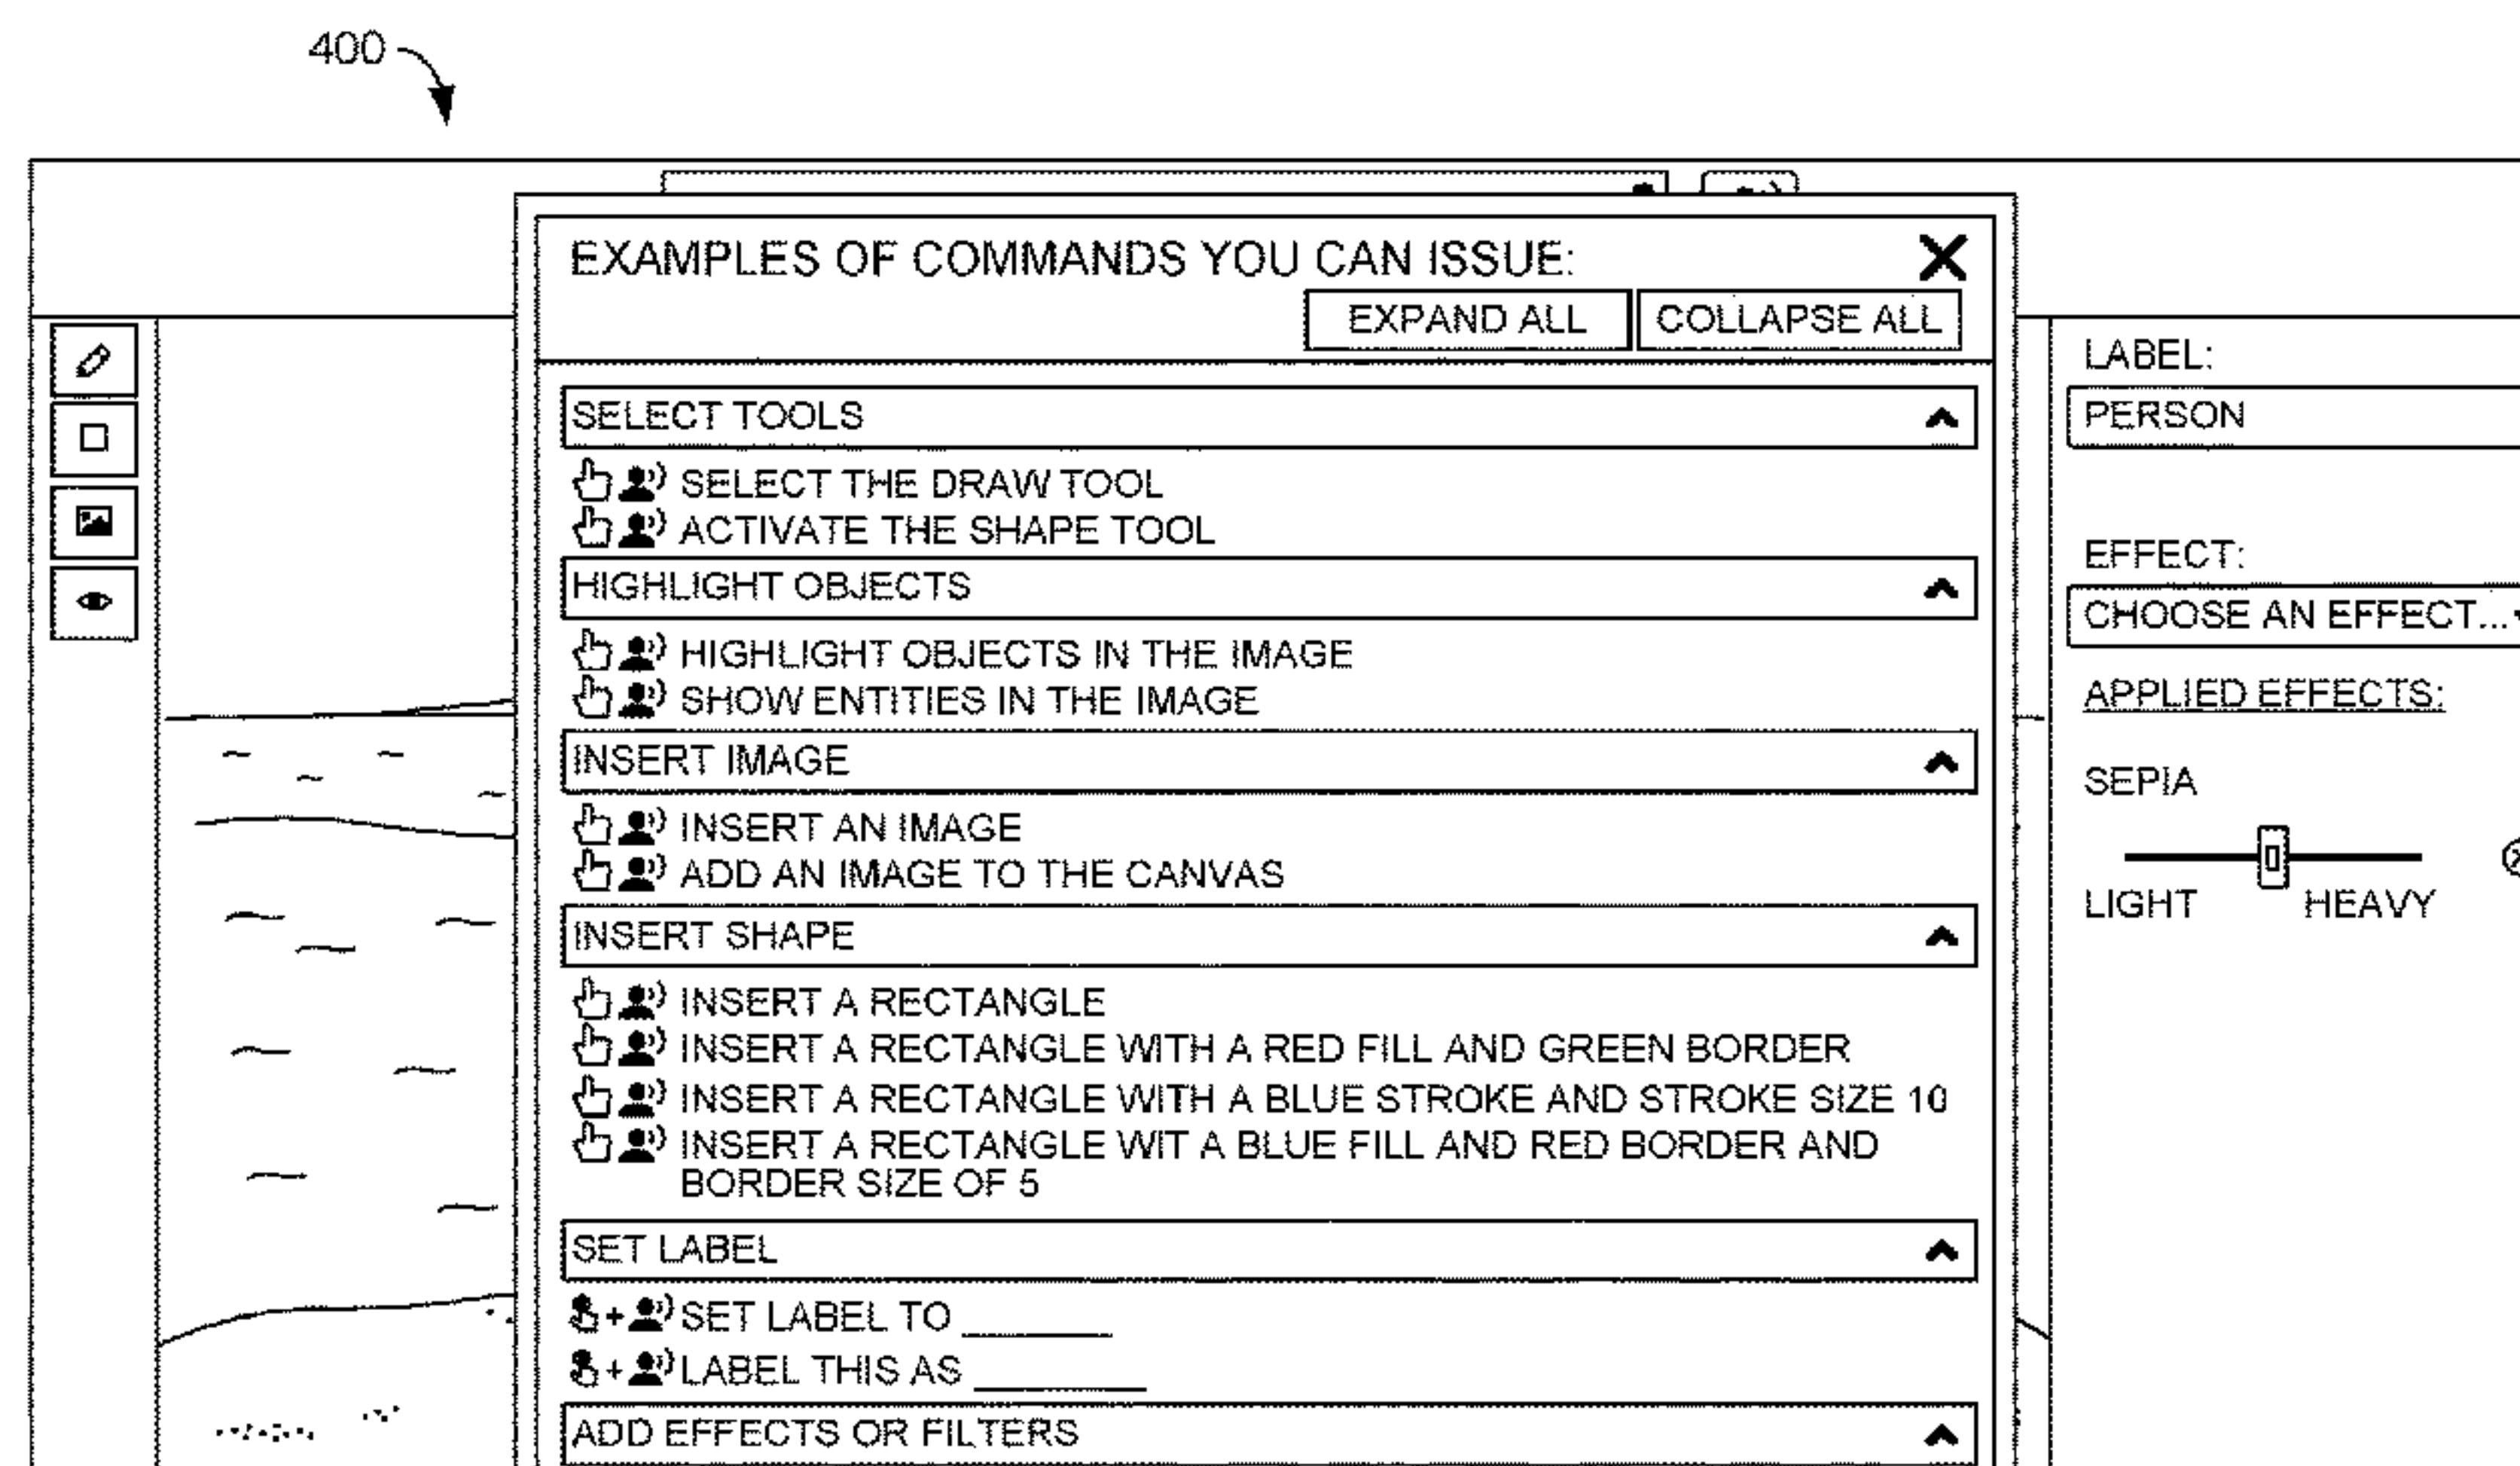 400
EXAMPLES OF COMMANDS YOU CAN ISSUE:
EXPAND ALL
COLLAPSE ALL
SELECT TOOLS
SELECT THE DRAW TOOL
ACTIVATE THE SHAPE TOOL
HIGHLIGHT OBJECTS
HIGHLIGHT OBJECTS IN THE IMAGE
SHOW ENTITIES IN THE IMAGE
INSERT IMAGE
INSERT AN IMAGE
ADD AN IMAGE TO THE CANVAS
INSERT SHAPE
INSERT A RECTANGLE
INSERT A RECTANGLE WITH A RED FILL AND GREEN BORDER
INSERT A RECTANGLE WITH A BLUE STROKE AND STROKE SIZE 10
INSERT A RECTANGLE WIT A BLUE FILL AND RED BORDER AND
BORDER SIZE OF 5
SET LABEL
+ SET LABEL TO ______
+ LABEL THIS AS ______
ADD EFFECTS OR FILTERS
LABEL:
PERSON
EFFECT:
CHOOSE AN EFFECT...
APPLIED EFFECTS:
SEPIA
LIGHT HEAVY